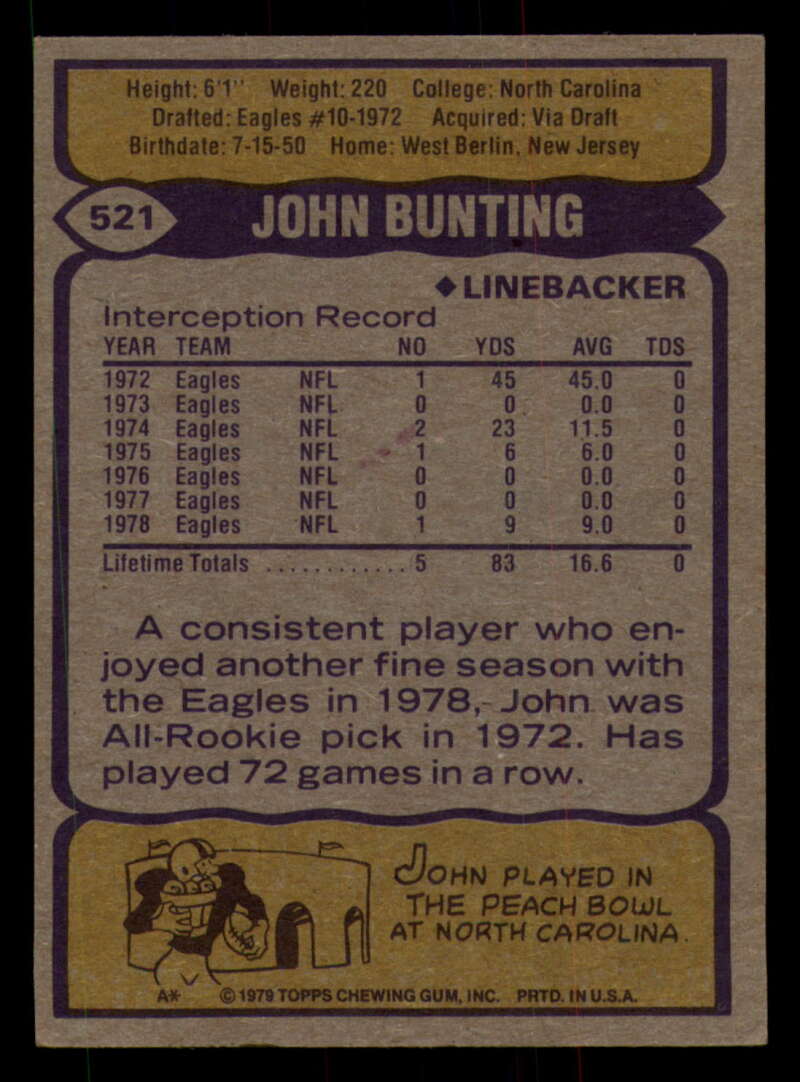 Height: 6'1" Weight: 220 College: North Carolina
Drafted: Eagles #10-1972 Acquired: Via Draft
Birthdate: 7-15-50 Home: West Berlin, New Jersey
521 JOHN BUNTING
◆LINEBACKER
Interception Record
YEAR TEAM NO YDS AVG TDS
1972 Eagles NFL 1 45 45.0 0
1973 Eagles NFL 0 0 0.0 0
1974 Eagles NFL 2 23 11.5 0
1975 Eagles NFL 1 6 6.0 0
1976 Eagles NFL 0 0 0.0 0
1977 Eagles NFL 0 0 0.0 0
1978 Eagles NFL 1 9 9.0 0
Lifetime Totals ............ 5 83 16.6 0
A consistent player who en-
joyed another fine season with
the Eagles in 1978, John was
All-Rookie pick in 1972. Has
played 72 games in a row.
JOHN PLAYED IN
THE PEACH BOWL
AT NORTH CAROLINA.
A* © 1979 TOPPS CHEWING GUM, INC. PRTD. IN U.S.A.